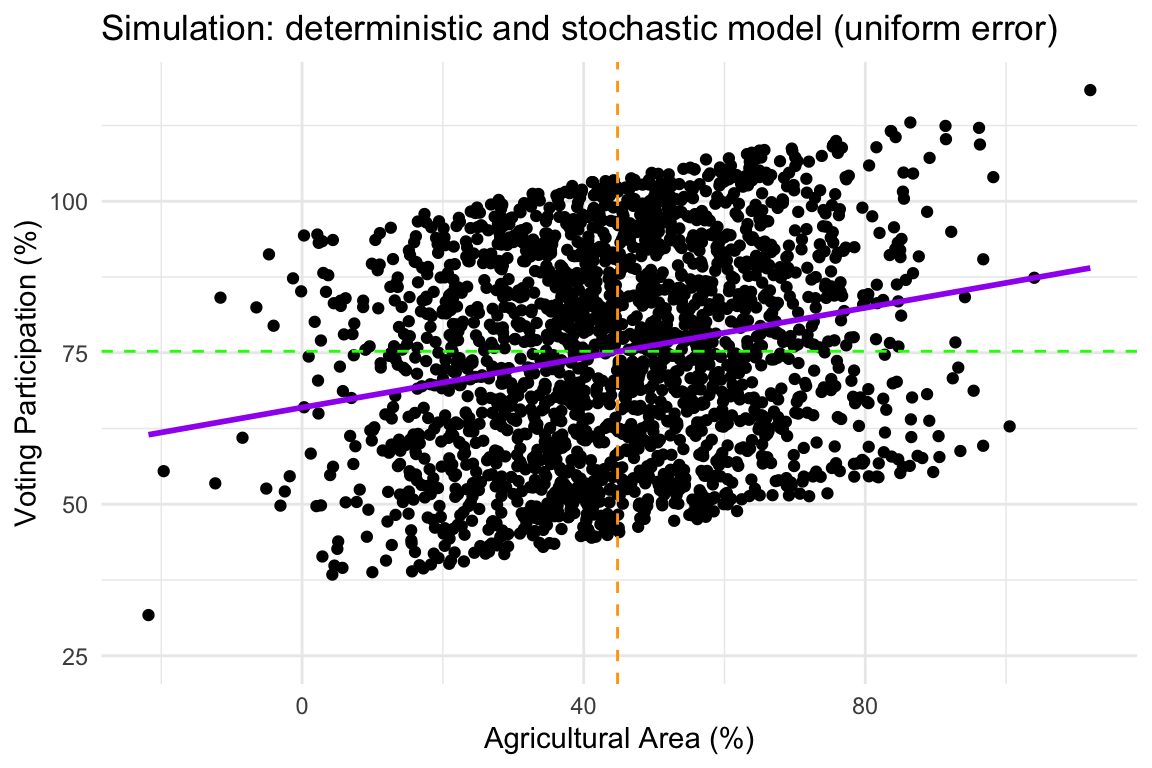 Simulation: deterministic and stochastic model (uniform error)
Voting Participation (%)
100
75
50
25
0
40
80
Agricultural Area (%)